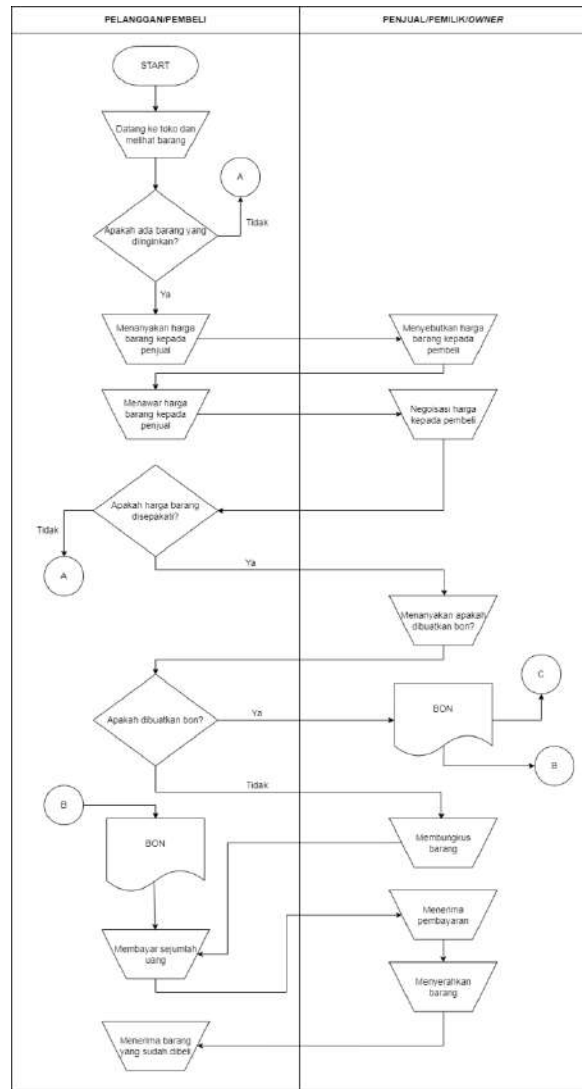 PELANGGAN/PEMBELI
PENJUAL/PEMILIK/OWNER
START
Datang ke toko dan
melihat barang
A
Apakah ada barang yang
diinginkan?
Tidak
Ya
Menanyakan harga
barang kepada
penjual
Menyebutkan harga
barang kepada
pembeli
Menawar harga
barang kepada
penjual
Negoisasi harga
kepada pembeli
Apakah harga barang
disepakati?
Tidak
A
Ya
Menanyakan apakah
dibuatkan bon?
Apakah dibuatkan bon?
Ya
BON
C
B
Tidak
B
BON
Membungkus
barang
Menerima
pembayaran
Membayar sejumlah
uang
Menyerahkan
barang
Menerima barang
yang sudah dibeli